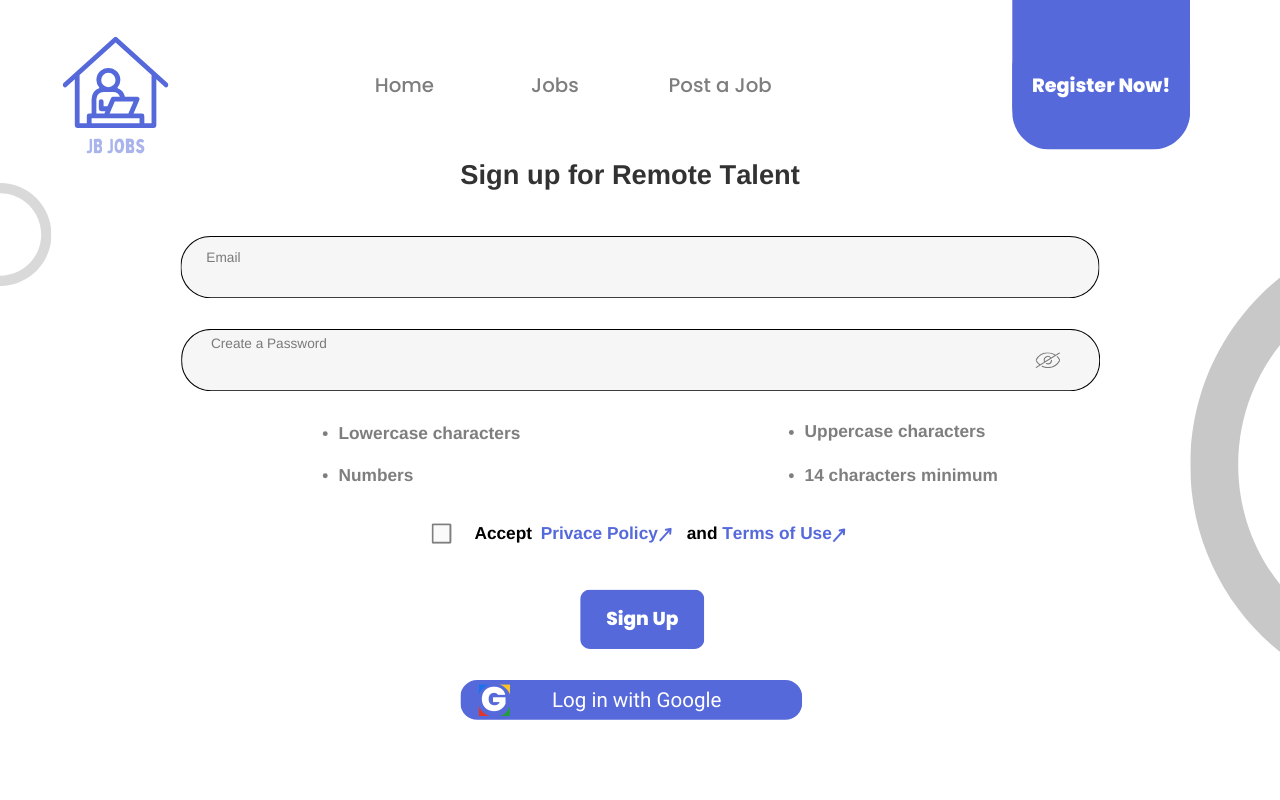 Home Jobs Post a Job Register Now!
JB JOBS
Sign up for Remote Talent
Email
Create a Password
• Lowercase characters • Uppercase characters
• Numbers • 14 characters minimum
Accept Privace Policy↗ and Terms of Use↗
Sign Up
G Log in with Google